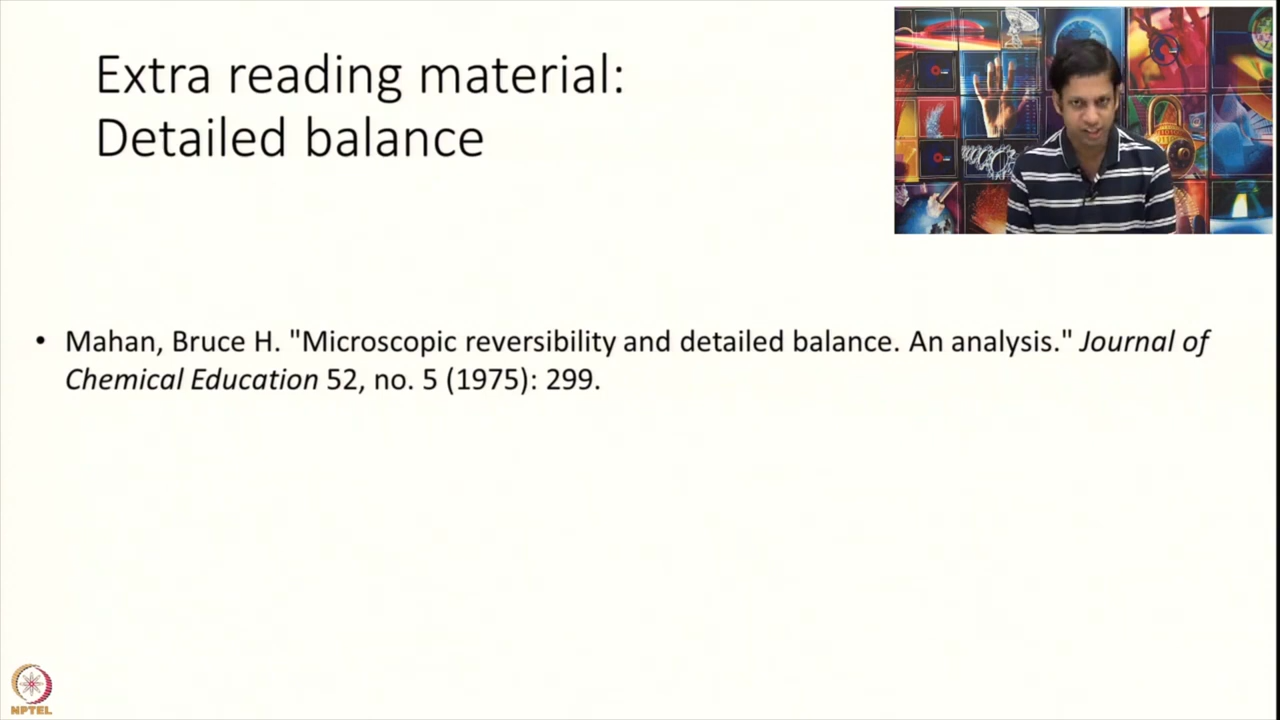 Extra reading material:
Detailed balance
• Mahan, Bruce H. "Microscopic reversibility and detailed balance. An analysis." Journal of
Chemical Education 52, no. 5 (1975): 299.
NPTEL